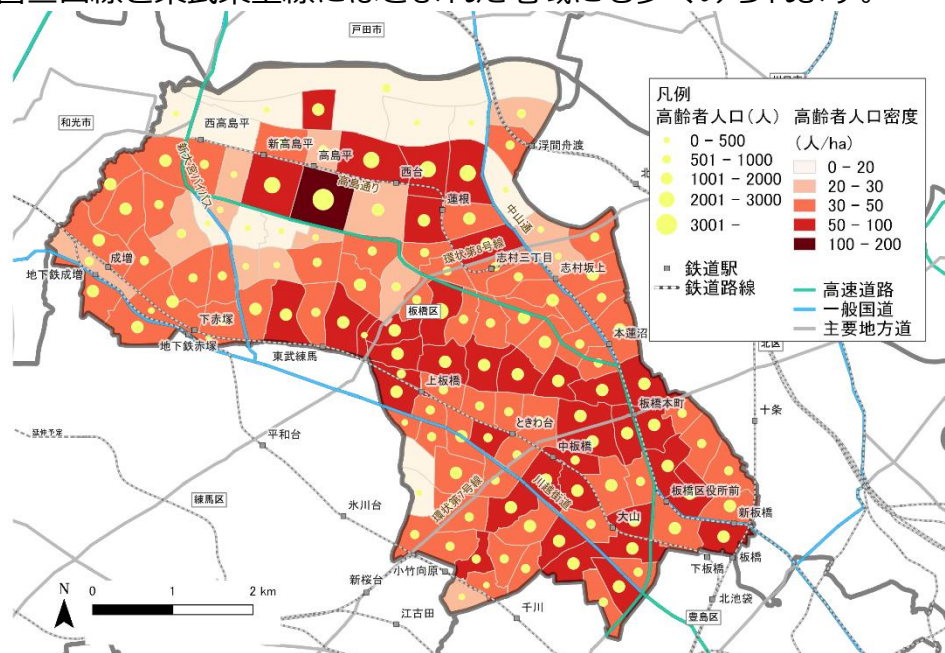 戸田市
和光市
西高島平
新高島平
高島平
高島通り
新大宮バイパス
西台
蓮根
浮間舟渡
中山道
環状第8号線
志村三丁目
志村坂上
成増
地下鉄成増
下赤塚
地下鉄赤塚
東武練馬
板橋区
本蓮沼
北区
上板橋
ときわ台
中板橋
板橋本町
十条
延伸予定
平和台
練馬区
氷川台
環状第7号線
川越街道
大山
板橋区役所前
新板橋
板橋
下板橋
小竹向原
新桜台
江古田
千川
北池袋
豊島区
凡例
高齢者人口(人)
0 - 500
501 - 1000
1001 - 2000
2001 - 3000
3001 -
高齢者人口密度
(人/ha)
0 - 20
20 - 30
30 - 50
50 - 100
100 - 200
鉄道駅
鉄道路線
高速道路
一般国道
主要地方道
N
0 1 2 km